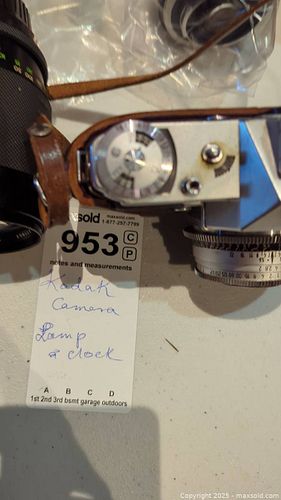 sold maxsold.com
1-877-257-7799
953 C P
notes and measurements
Kodak
Camera
Lamp
& clock
A B C D
1st 2nd 3rd bsmt garage outdoors
Copyright 2025 - maxsold.com